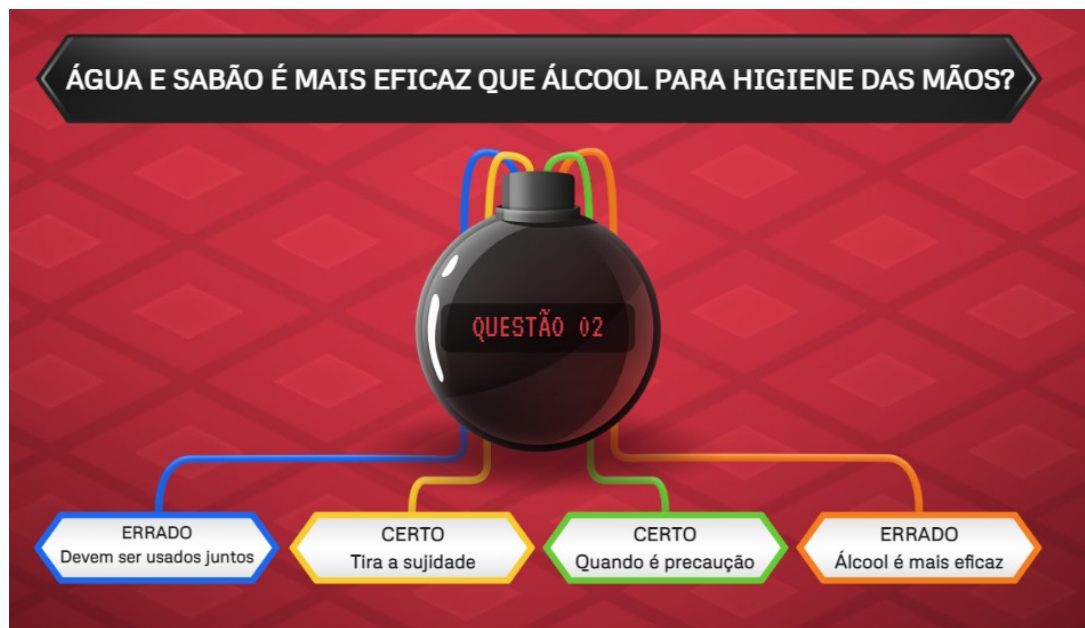 ÁGUA E SABÃO É MAIS EFICAZ QUE ÁLCOOL PARA HIGIENE DAS MÃOS?
QUESTÃO 02
ERRADO
Devem ser usados juntos
CERTO
Tira a sujidade
CERTO
Quando é precaução
ERRADO
Álcool é mais eficaz